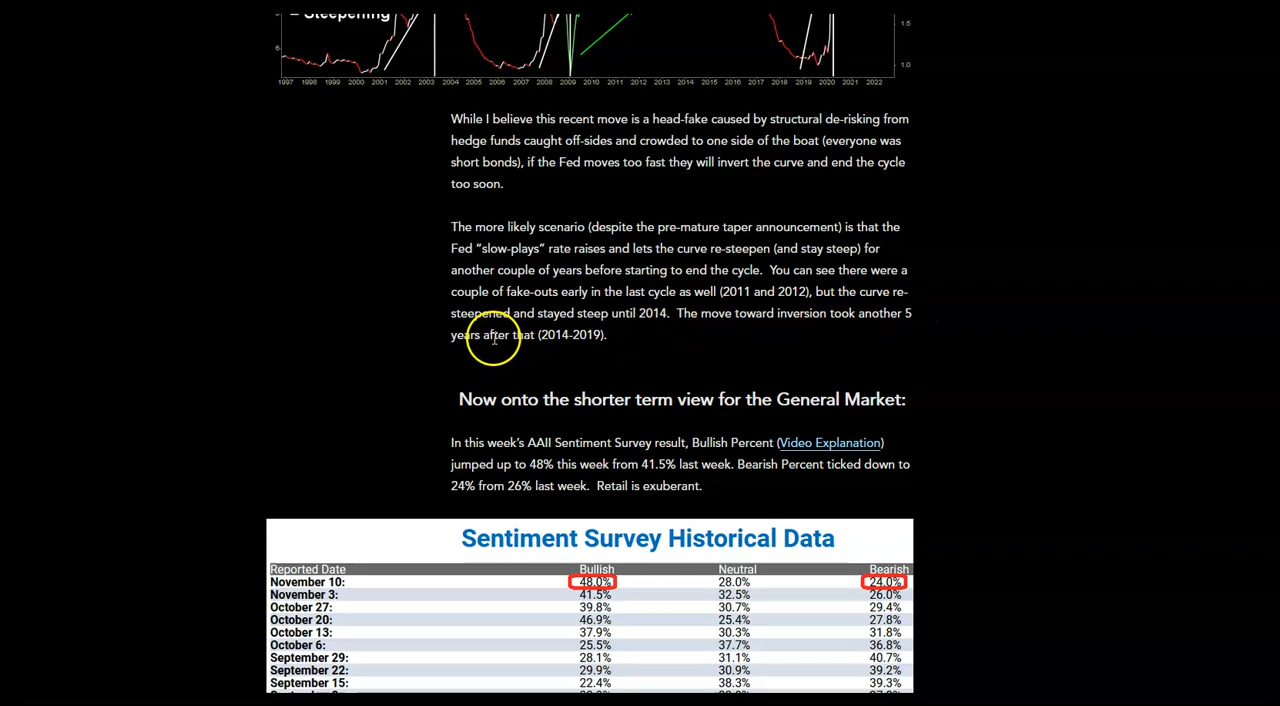 – Steepening
6
1.5
1.0
1997 1998 1999 2000 2001 2002 2003 2004 2005 2006 2007 2008 2009 2010 2011 2012 2013 2014 2015 2016 2017 2018 2019 2020 2021 2022
While I believe this recent move is a head-fake caused by structural de-risking from
hedge funds caught off-sides and crowded to one side of the boat (everyone was
short bonds), if the Fed moves too fast they will invert the curve and end the cycle
too soon.
The more likely scenario (despite the pre-mature taper announcement) is that the
Fed “slow-plays” rate raises and lets the curve re-steepen (and stay steep) for
another couple of years before starting to end the cycle. You can see there were a
couple of fake-outs early in the last cycle as well (2011 and 2012), but the curve re-
steepened and stayed steep until 2014. The move toward inversion took another 5
years after that (2014-2019).
Now onto the shorter term view for the General Market:
In this week’s AAII Sentiment Survey result, Bullish Percent (Video Explanation)
jumped up to 48% this week from 41.5% last week. Bearish Percent ticked down to
24% from 26% last week. Retail is exuberant.
Sentiment Survey Historical Data
Reported Date Bullish Neutral Bearish
November 10: 48.0% 28.0% 24.0%
November 3: 41.5% 32.5% 26.0%
October 27: 39.8% 30.7% 29.4%
October 20: 46.9% 25.4% 27.8%
October 13: 37.9% 30.3% 31.8%
October 6: 25.5% 37.7% 36.8%
September 29: 28.1% 31.1% 40.7%
September 22: 29.9% 30.9% 39.2%
September 15: 22.4% 38.3% 39.3%